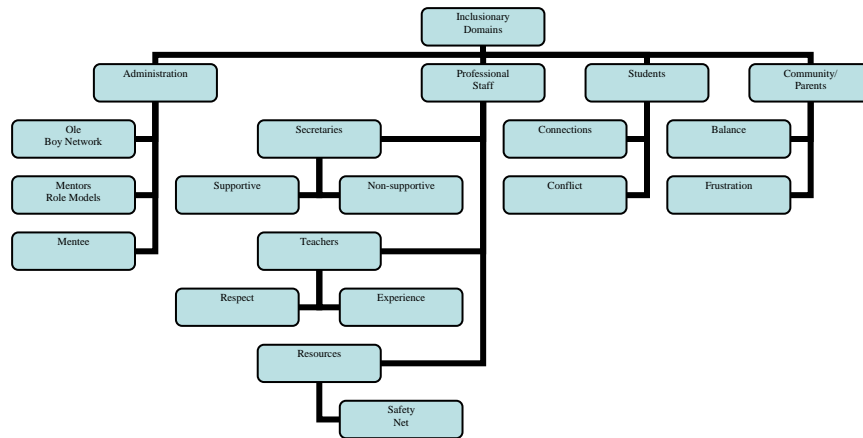 Inclusionary
Domains
Administration
Professional
Staff
Students
Community/
Parents
Ole
Boy Network
Secretaries
Connections
Balance
Mentors
Role Models
Supportive
Non-supportive
Conflict
Frustration
Mentee
Teachers
Respect
Experience
Resources
Safety
Net